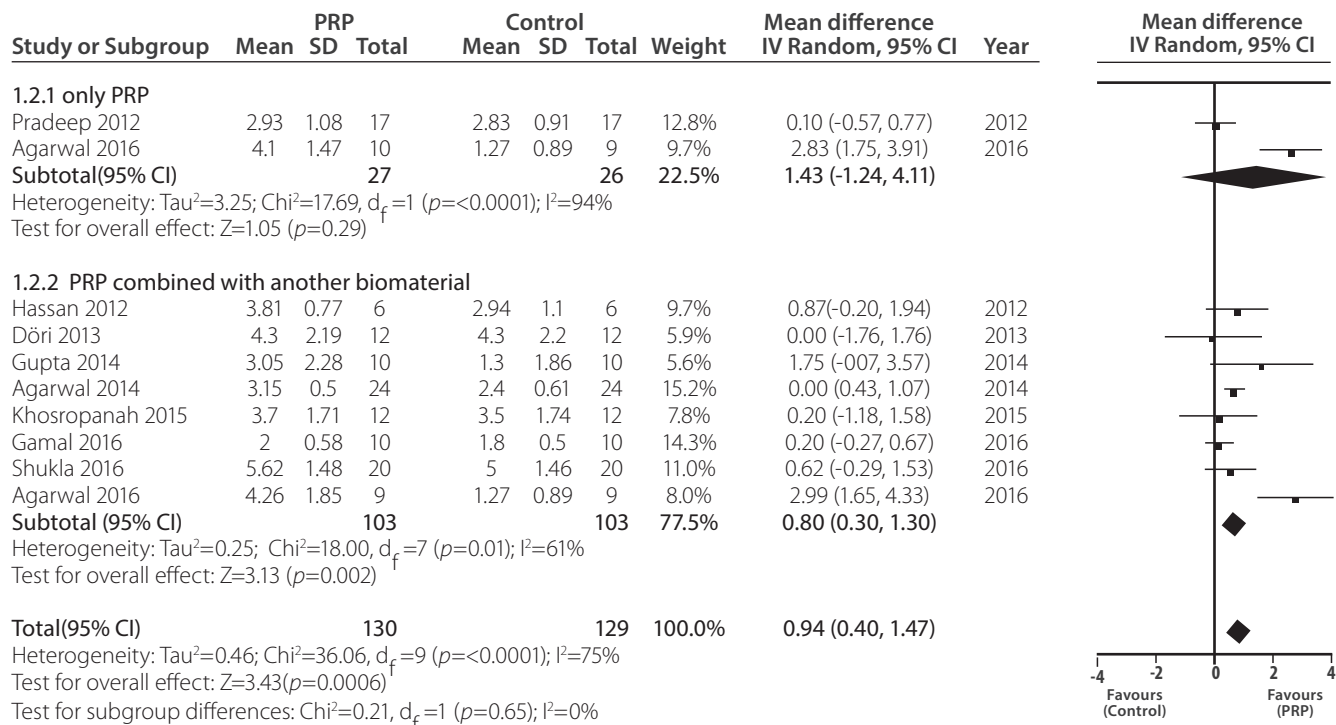 PRP Control Mean difference Mean difference
Study or Subgroup Mean SD Total Mean SD Total Weight IV Random, 95% CI Year IV Random, 95% CI
1.2.1 only PRP
Pradeep 2012 2.93 1.08 17 2.83 0.91 17 12.8% 0.10 (-0.57, 0.77) 2012
Agarwal 2016 4.1 1.47 10 1.27 0.89 9 9.7% 2.83 (1.75, 3.91) 2016
Subtotal(95% CI) 27 26 22.5% 1.43 (-1.24, 4.11)
Heterogeneity: Tau²=3.25; Chi²=17.69, df =1 (p=<0.0001); I²=94%
Test for overall effect: Z=1.05 (p=0.29)
1.2.2 PRP combined with another biomaterial
Hassan 2012 3.81 0.77 6 2.94 1.1 6 9.7% 0.87(-0.20, 1.94) 2012
Döri 2013 4.3 2.19 12 4.3 2.2 12 5.9% 0.00 (-1.76, 1.76) 2013
Gupta 2014 3.05 2.28 10 1.3 1.86 10 5.6% 1.75 (-007, 3.57) 2014
Agarwal 2014 3.15 0.5 24 2.4 0.61 24 15.2% 0.00 (0.43, 1.07) 2014
Khosropanah 2015 3.7 1.71 12 3.5 1.74 12 7.8% 0.20 (-1.18, 1.58) 2015
Gamal 2016 2 0.58 10 1.8 0.5 10 14.3% 0.20 (-0.27, 0.67) 2016
Shukla 2016 5.62 1.48 20 5 1.46 20 11.0% 0.62 (-0.29, 1.53) 2016
Agarwal 2016 4.26 1.85 9 1.27 0.89 9 8.0% 2.99 (1.65, 4.33) 2016
Subtotal (95% CI) 103 103 77.5% 0.80 (0.30, 1.30)
Heterogeneity: Tau²=0.25; Chi²=18.00, df =7 (p=0.01); I²=61%
Test for overall effect: Z=3.13 (p=0.002)
Total(95% CI) 130 129 100.0% 0.94 (0.40, 1.47)
Heterogeneity: Tau²=0.46; Chi²=36.06, df =9 (p=<0.0001); I²=75%
Test for overall effect: Z=3.43(p=0.0006)
Test for subgroup differences: Chi²=0.21, df =1 (p=0.65); I²=0%
-4 -2 0 2 4
Favours Favours
(Control) (PRP)